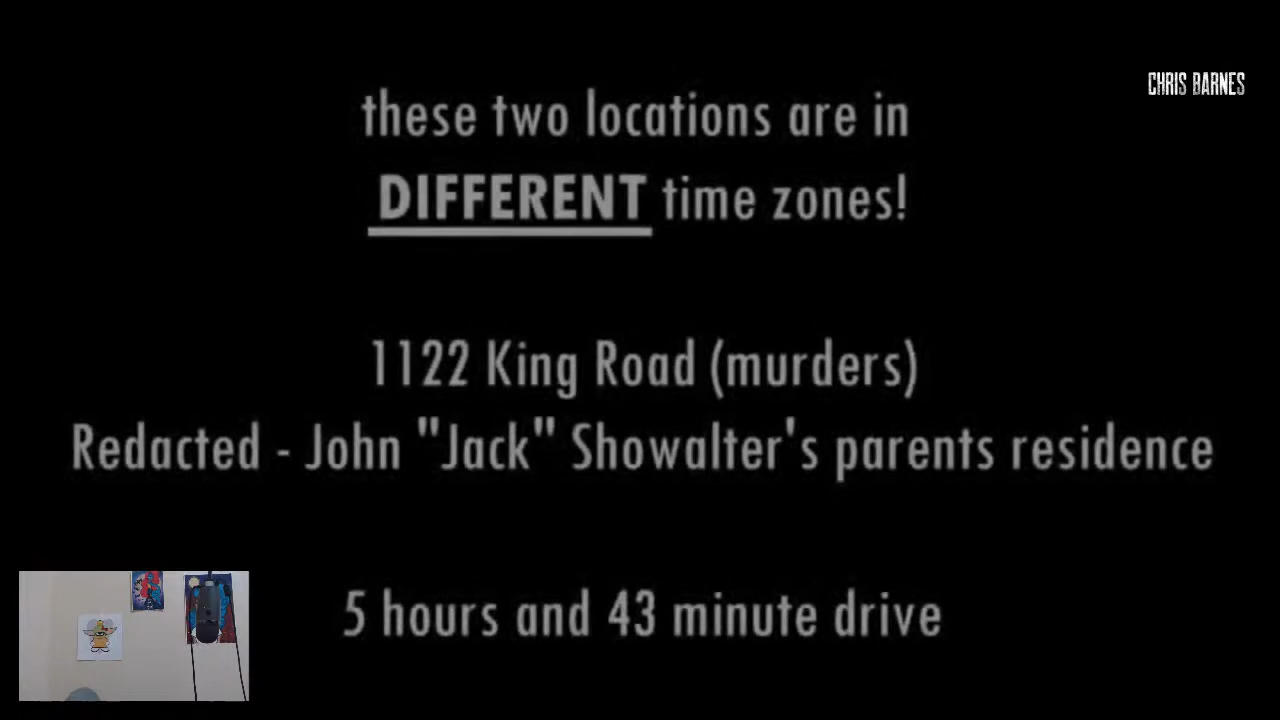 CHRIS BARNES
these two locations are in
DIFFERENT time zones!
1122 King Road (murders)
Redacted - John "Jack" Showalter's parents residence
5 hours and 43 minute drive